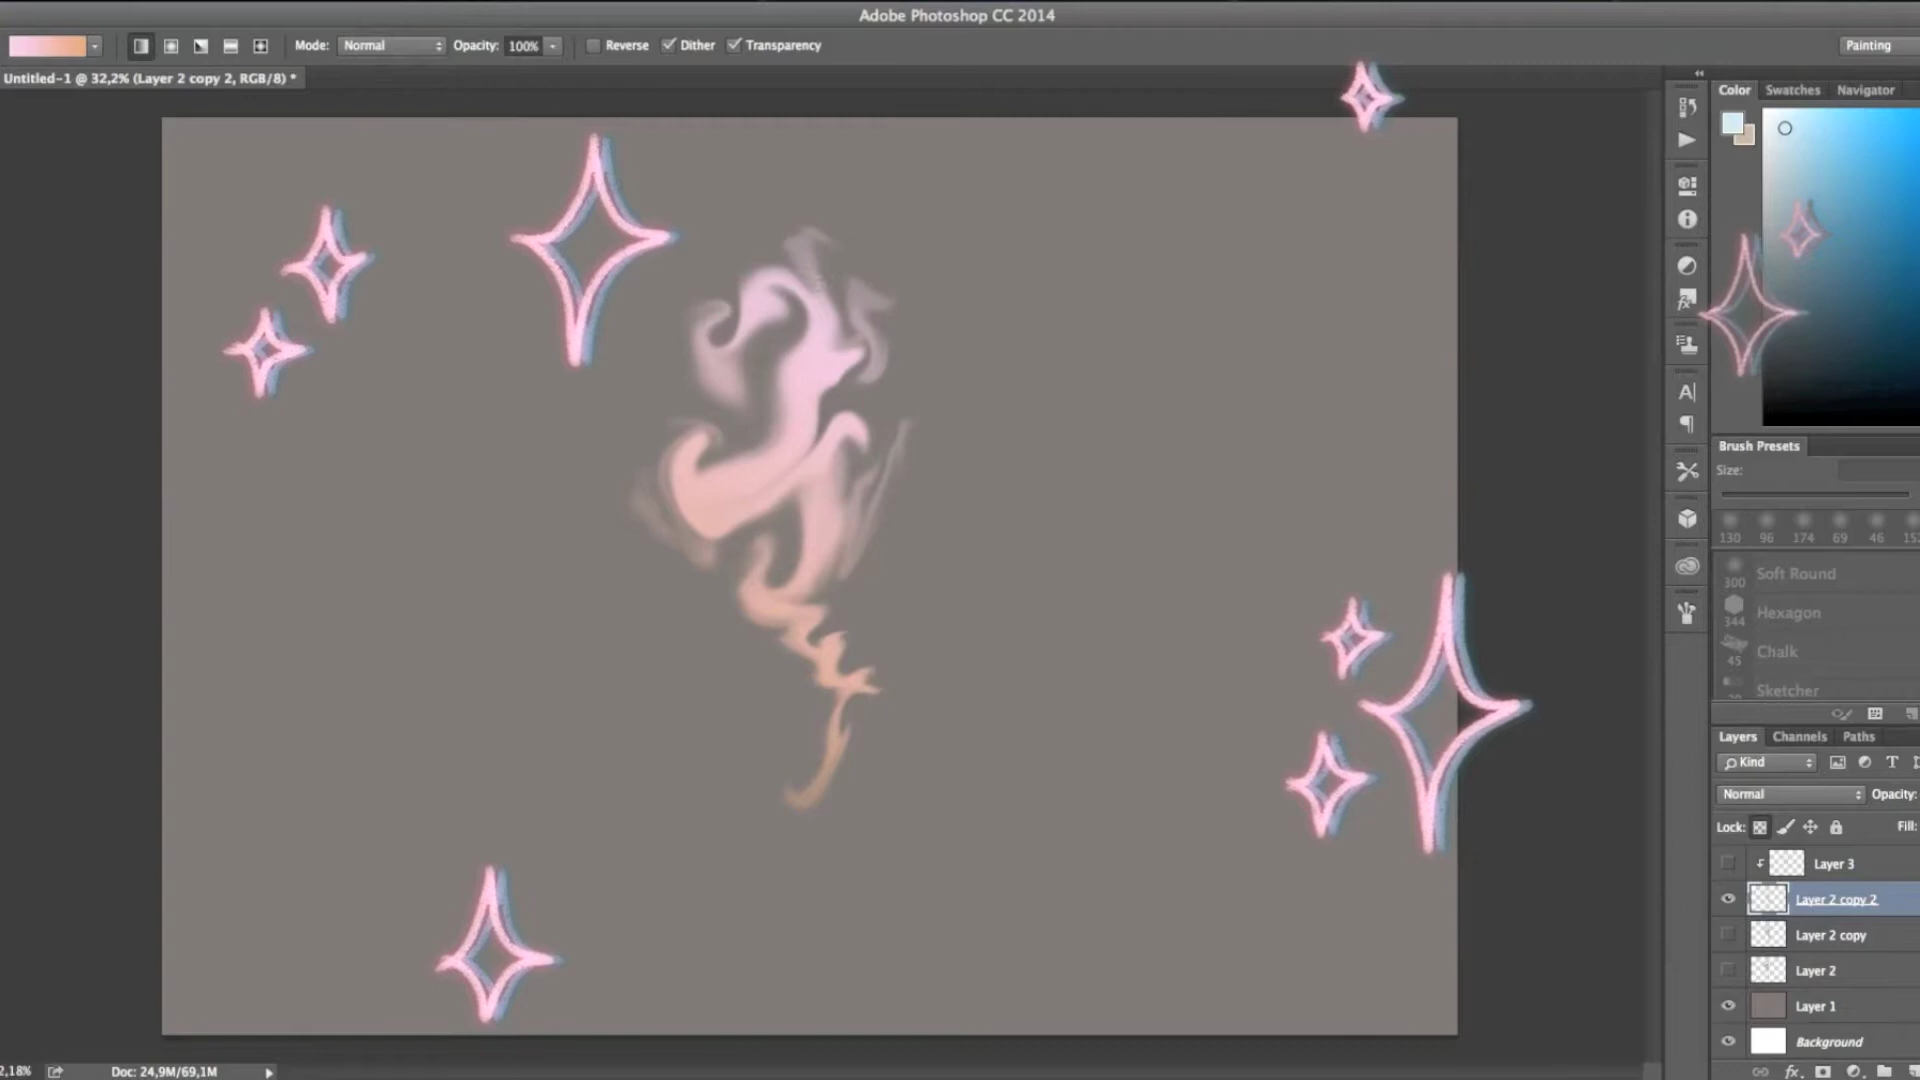 Adobe Photoshop CC 2014
Mode: Normal Opacity: 100% Reverse Dither Transparency Painting
Untitled-1 @ 32,2% (Layer 2 copy 2, RGB/8) *
Color Swatches Navigator
Brush Presets
Size:
130 96 174 69 46
300 Soft Round
344 Hexagon
45 Chalk
Sketcher
Layers Channels Paths
Kind
Normal Opacity:
Lock: Fill:
Layer 3
Layer 2 copy 2
Layer 2 copy
Layer 2
Layer 1
Background
2,18% Doc: 24,9M/69,1M